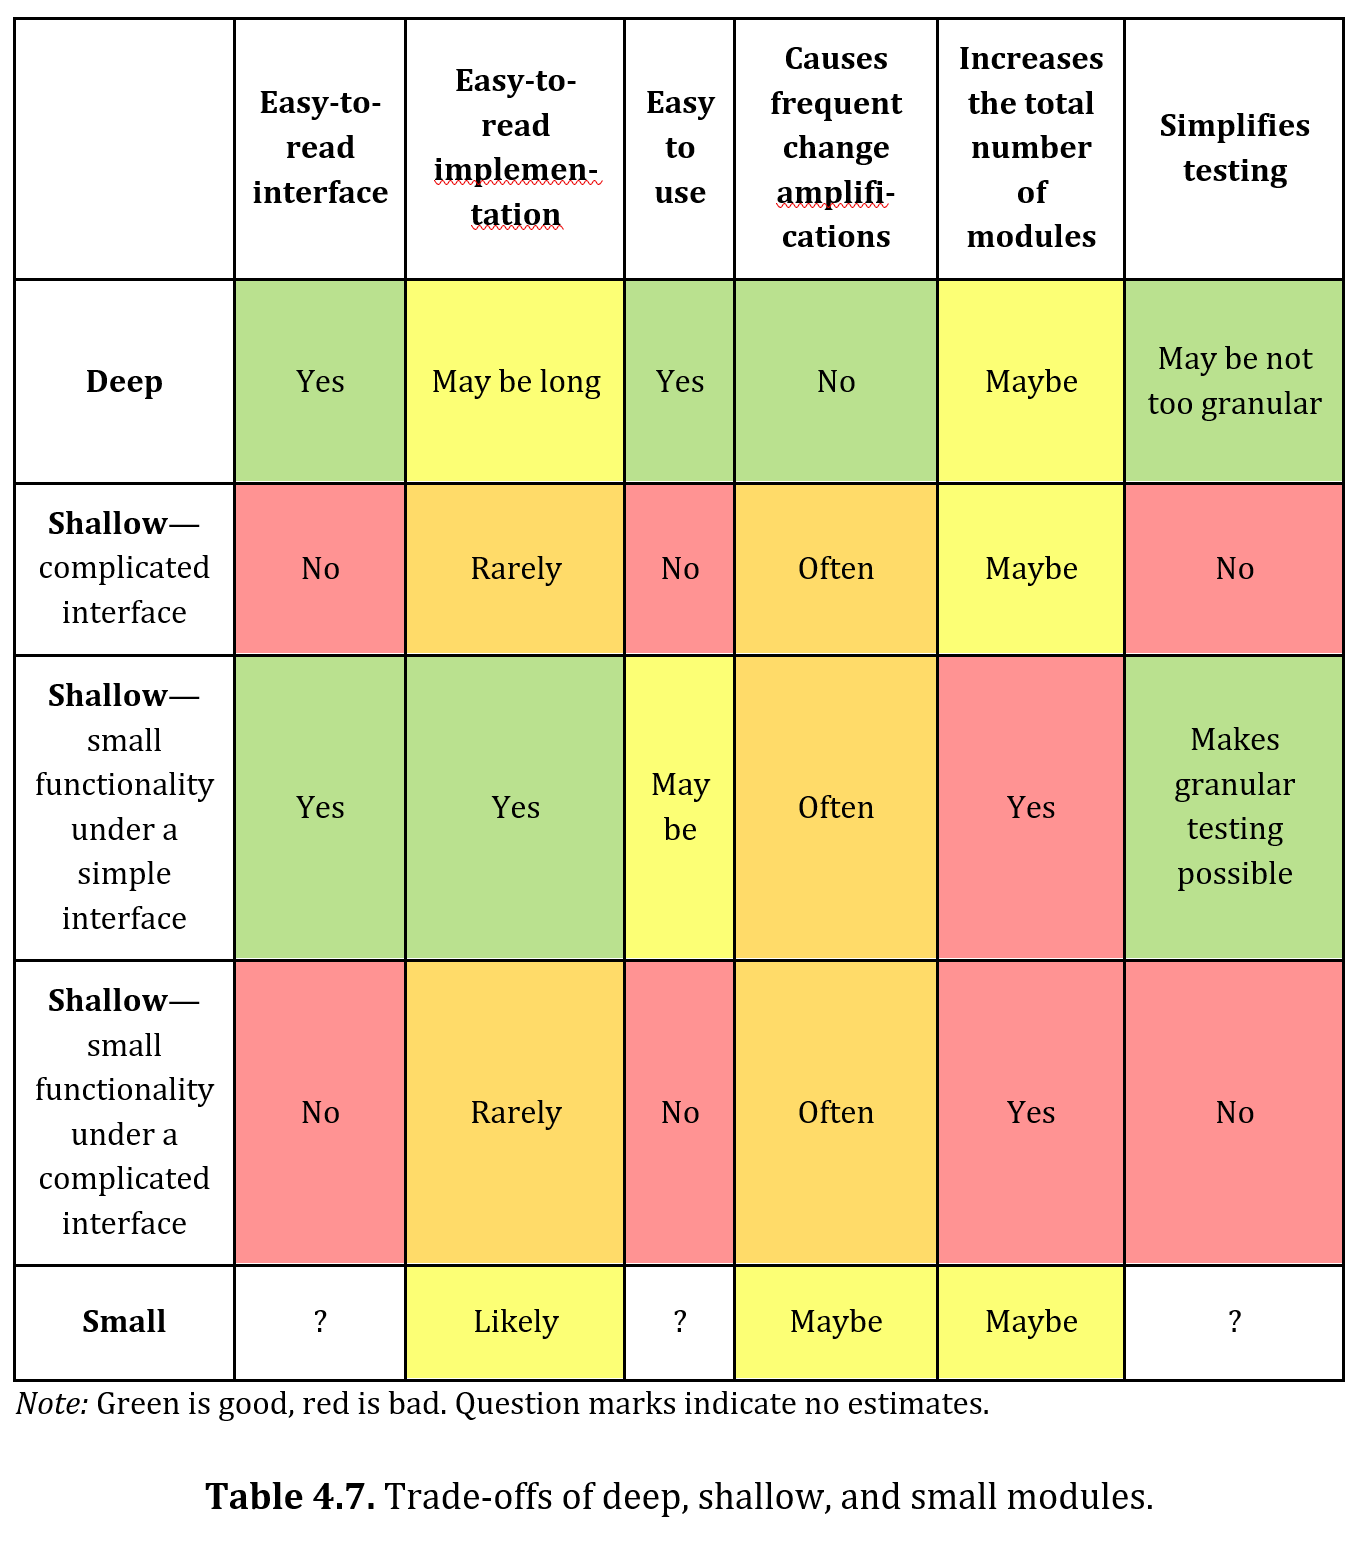 Easy-to-
read
interface
Easy-to-
read
implemen-
tation
Easy
to
use
Causes
frequent
change
amplifi-
cations
Increases
the total
number
of
modules
Simplifies
testing
Deep
Yes
May be long
Yes
No
Maybe
May be not
too granular
Shallow—
complicated
interface
No
Rarely
No
Often
Maybe
No
Shallow—
small
functionality
under a
simple
interface
Yes
Yes
May
be
Often
Yes
Makes
granular
testing
possible
Shallow—
small
functionality
under a
complicated
interface
No
Rarely
No
Often
Yes
No
Small
?
Likely
?
Maybe
Maybe
?
Note: Green is good, red is bad. Question marks indicate no estimates.
Table 4.7. Trade-offs of deep, shallow, and small modules.